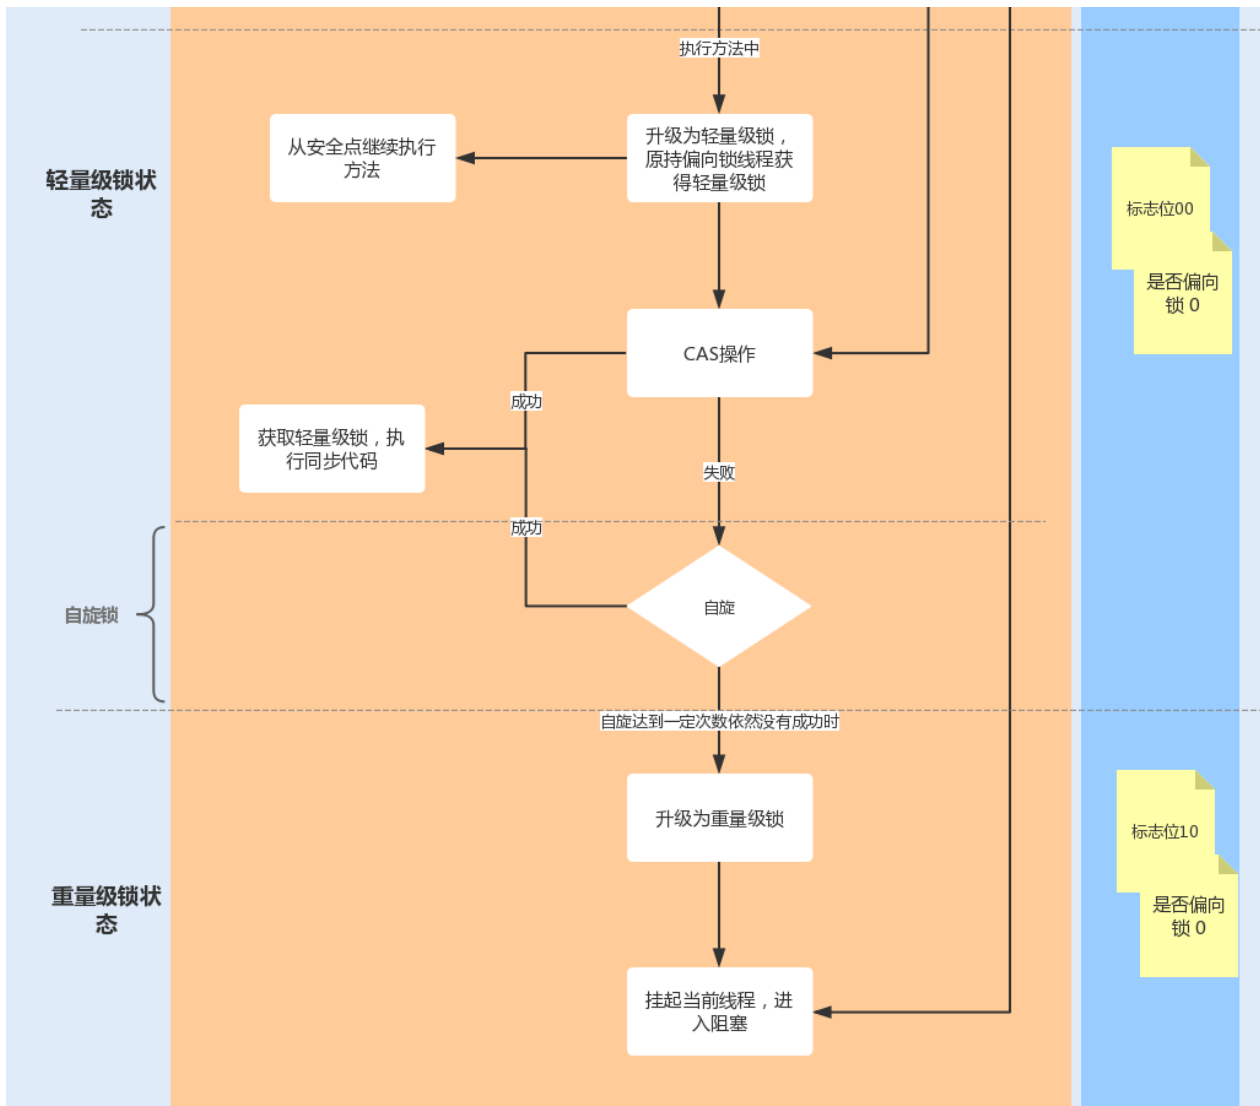 执行方法中
从安全点继续执行
方法
升级为轻量级锁，
原持偏向锁线程获
得轻量级锁
轻量级锁状
态
标志位00
是否偏向
锁 0
CAS操作
成功
获取轻量级锁，执
行同步代码
失败
成功
自旋锁
自旋
自旋达到一定次数依然没有成功时
升级为重量级锁
标志位10
重量级锁状
态
是否偏向
锁 0
挂起当前线程，进
入阻塞